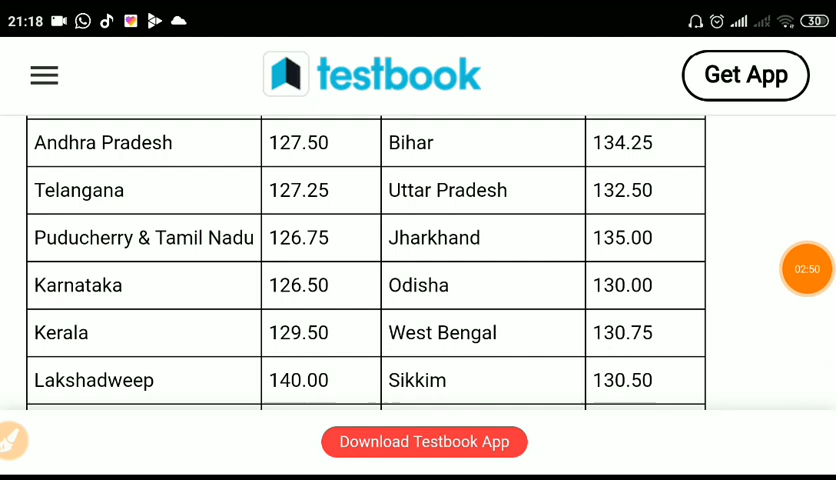 21:18 30
testbook
Get App
Andhra Pradesh 127.50 Bihar 134.25
Telangana 127.25 Uttar Pradesh 132.50
Puducherry & Tamil Nadu 126.75 Jharkhand 135.00
Karnataka 126.50 Odisha 130.00
02:50
Kerala 129.50 West Bengal 130.75
Lakshadweep 140.00 Sikkim 130.50
Download Testbook App